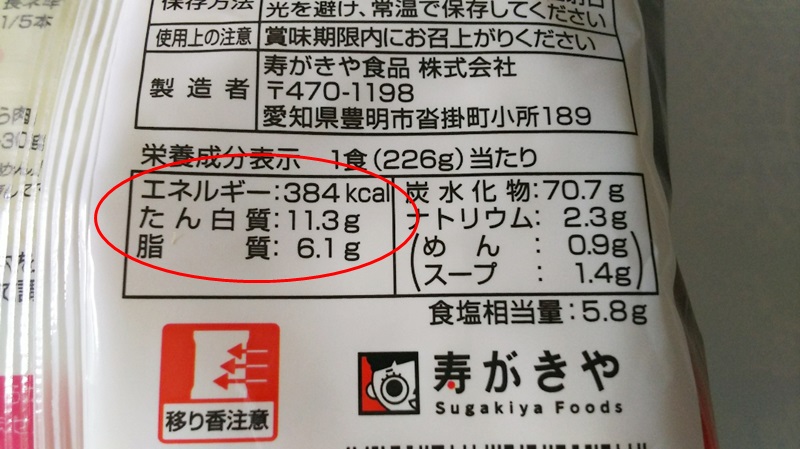 保存方法
光を避け、常温で保存してください
使用上の注意
賞味期限内にお召上がりください
製造者
寿がきや食品 株式会社
〒470-1198
愛知県豊明市沓掛町小所189
栄養成分表示 1食(226g)当たり
エネルギー:384kcal
たん白質:11.3g
脂質:6.1g
炭水化物:70.7g
ナトリウム:2.3g
(めん:0.9g)
(スープ:1.4g)
食塩相当量:5.8g
移り香注意
寿がきや
Sugakiya Foods
1/5本